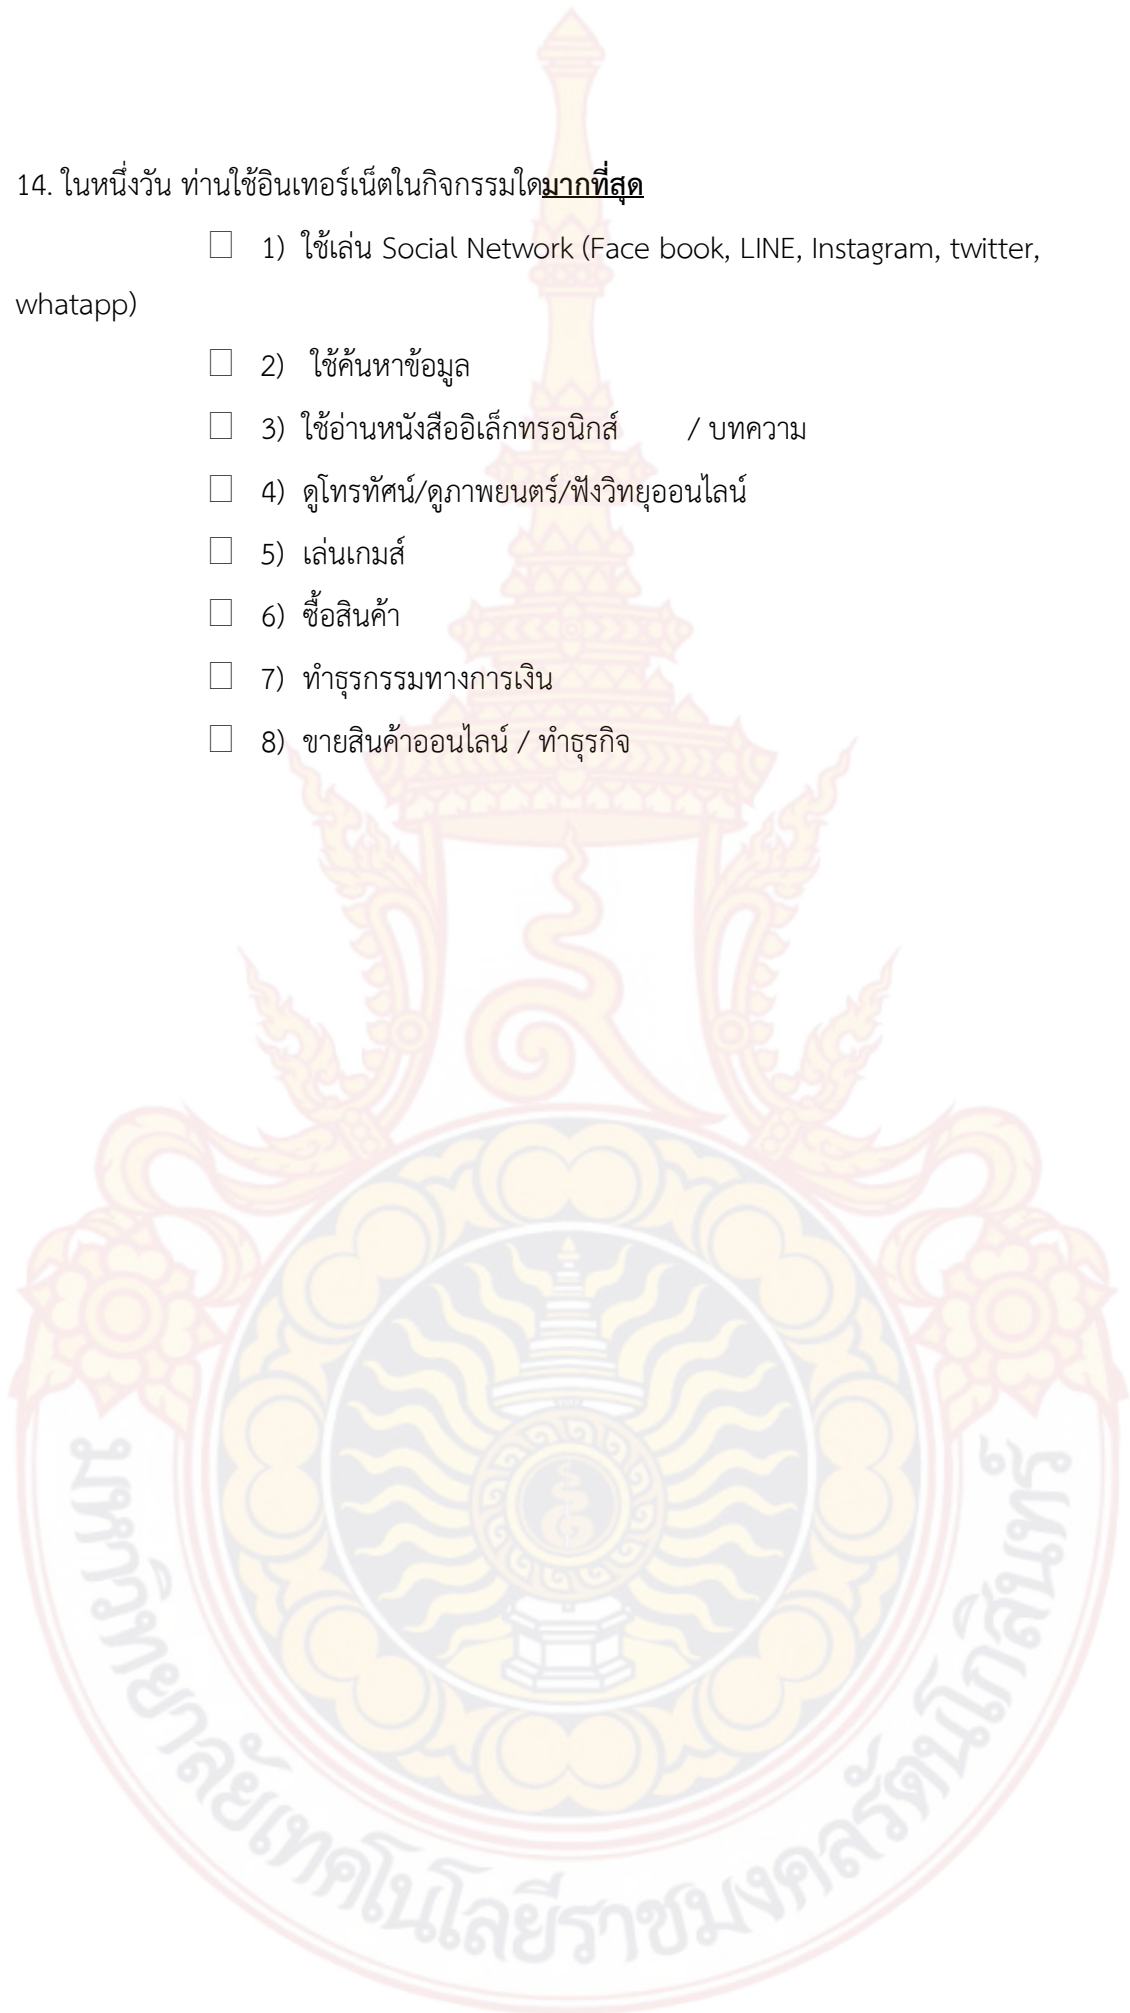 14. ในหนึ่งวัน ท่านใช้อินเทอร์เน็ตในกิจกรรมใดมากที่สุด
☐ 1) ใช้เล่น Social Network (Face book, LINE, Instagram, twitter,
whatapp)
☐ 2) ใช้ค้นหาข้อมูล
☐ 3) ใช้อ่านหนังสืออิเล็กทรอนิกส์ / บทความ
☐ 4) ดูโทรทัศน์/ดูภาพยนตร์/ฟังวิทยุออนไลน์
☐ 5) เล่นเกมส์
☐ 6) ซื้อสินค้า
☐ 7) ทำธุรกรรมทางการเงิน
☐ 8) ขายสินค้าออนไลน์ / ทำธุรกิจ
มหาวิทยาลัยเทคโนโลยีราชมงคลรัตนโกสินทร์